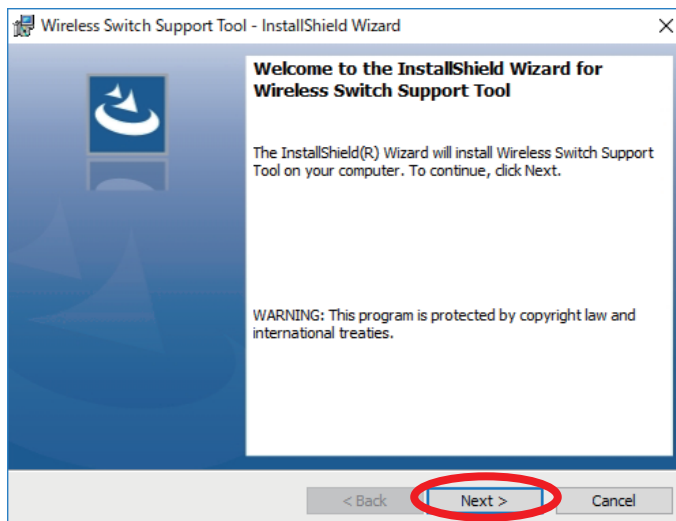 Wireless Switch Support Tool - InstallShield Wizard
Welcome to the InstallShield Wizard for
Wireless Switch Support Tool
The InstallShield(R) Wizard will install Wireless Switch Support
Tool on your computer. To continue, click Next.
WARNING: This program is protected by copyright law and
international treaties.
< Back
Next >
Cancel